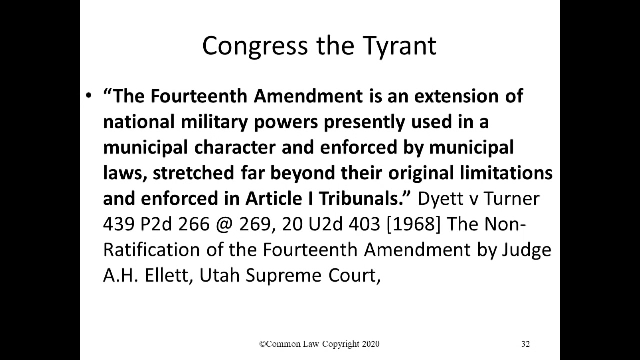 Congress the Tyrant
• “The Fourteenth Amendment is an extension of
national military powers presently used in a
municipal character and enforced by municipal
laws, stretched far beyond their original limitations
and enforced in Article I Tribunals.” Dyett v Turner
439 P2d 266 @ 269, 20 U2d 403 [1968] The Non-
Ratification of the Fourteenth Amendment by Judge
A.H. Ellett, Utah Supreme Court,
©Common Law Copyright 2020
32